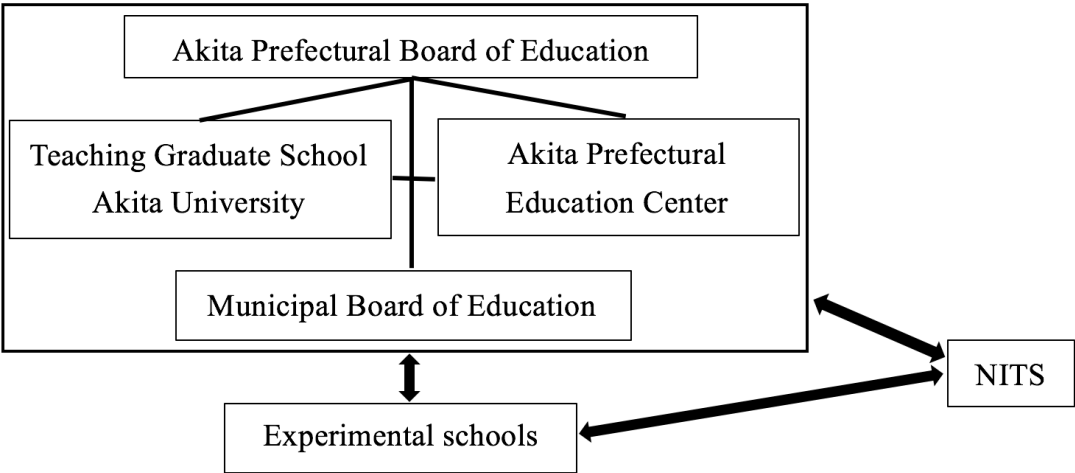 Akita Prefectural Board of Education
Teaching Graduate School
Akita University
Akita Prefectural
Education Center
Municipal Board of Education
NITS
Experimental schools